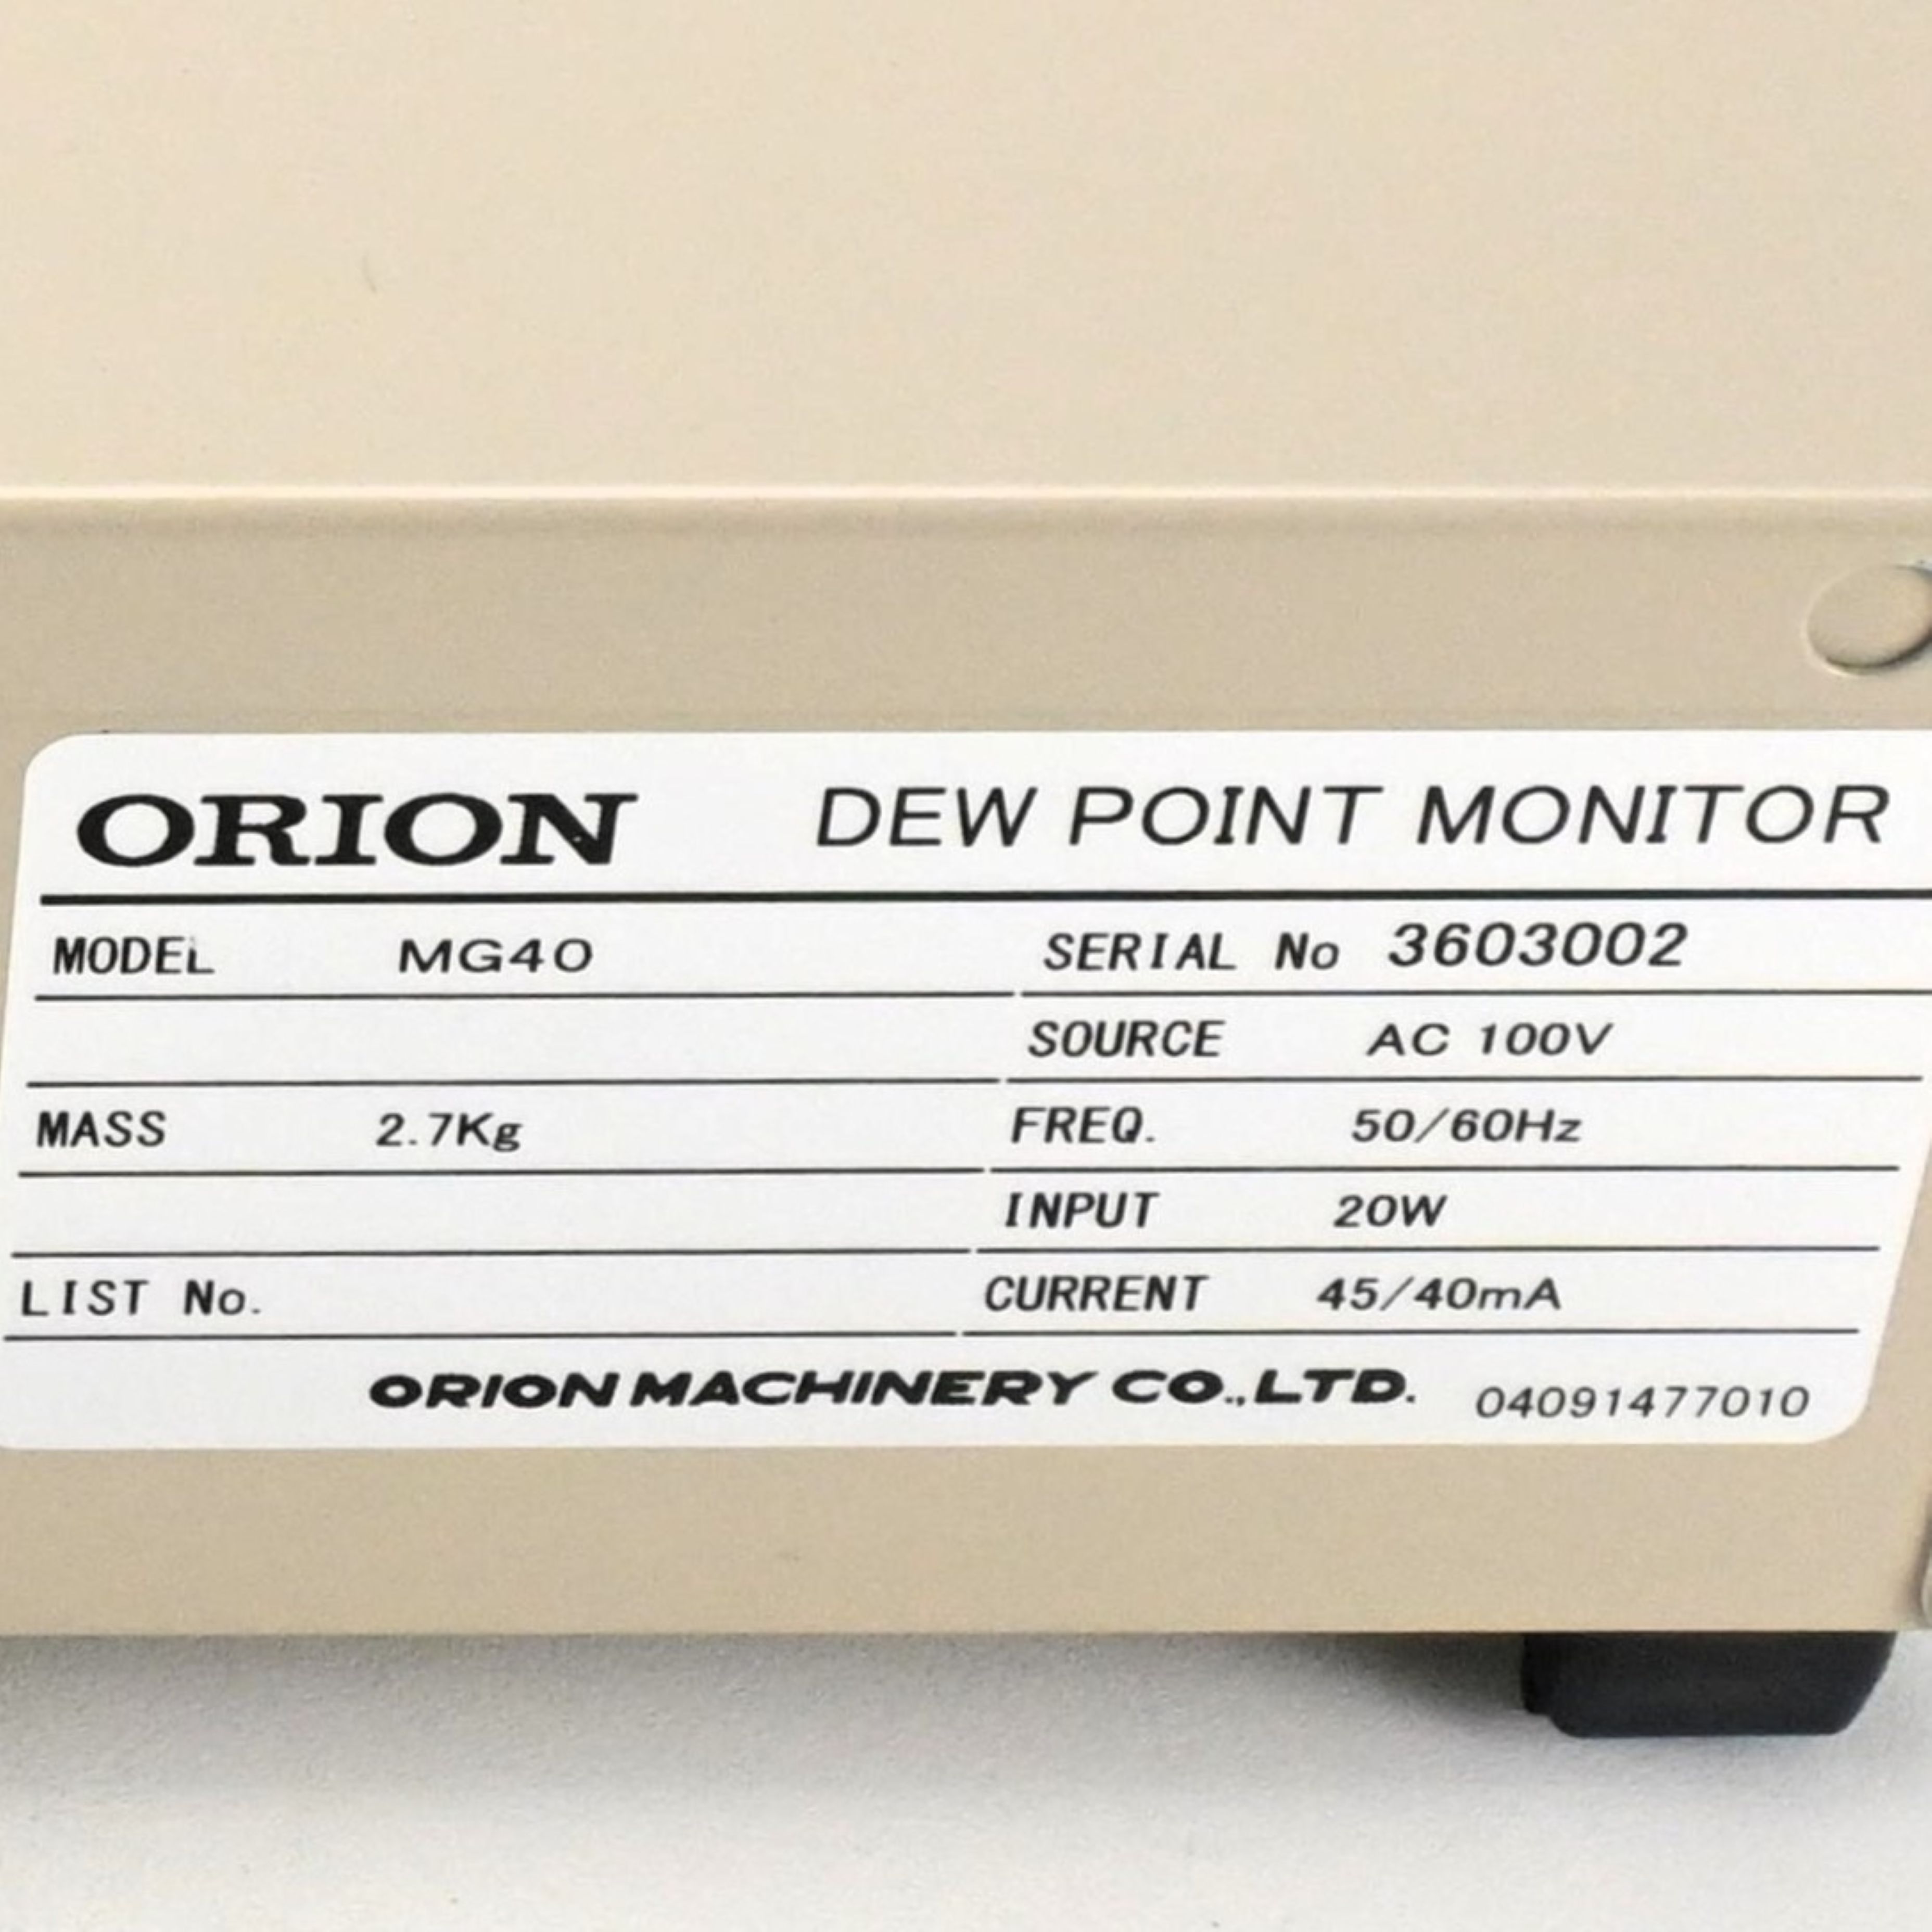 ORION DEW POINT MONITOR
MODEL MG40 SERIAL No 3603002
SOURCE AC 100V
MASS 2.7Kg FREQ. 50/60Hz
INPUT 20W
LIST No. CURRENT 45/40mA
ORION MACHINERY CO.,LTD. 04091477010